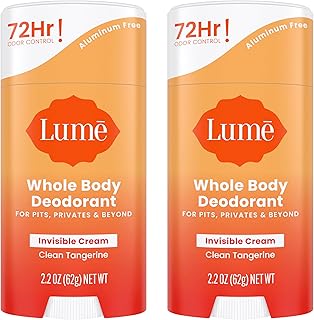 72Hr!
ODOR CONTROL
Aluminum Free
Lumē
Whole Body
Deodorant
FOR PITS, PRIVATES & BEYOND
Invisible Cream
Clean Tangerine
2.2 OZ (62g) NET WT
72Hr!
ODOR CONTROL
Aluminum Free
Lumē
Whole Body
Deodorant
FOR PITS, PRIVATES & BEYOND
Invisible Cream
Clean Tangerine
2.2 OZ (62g) NET WT